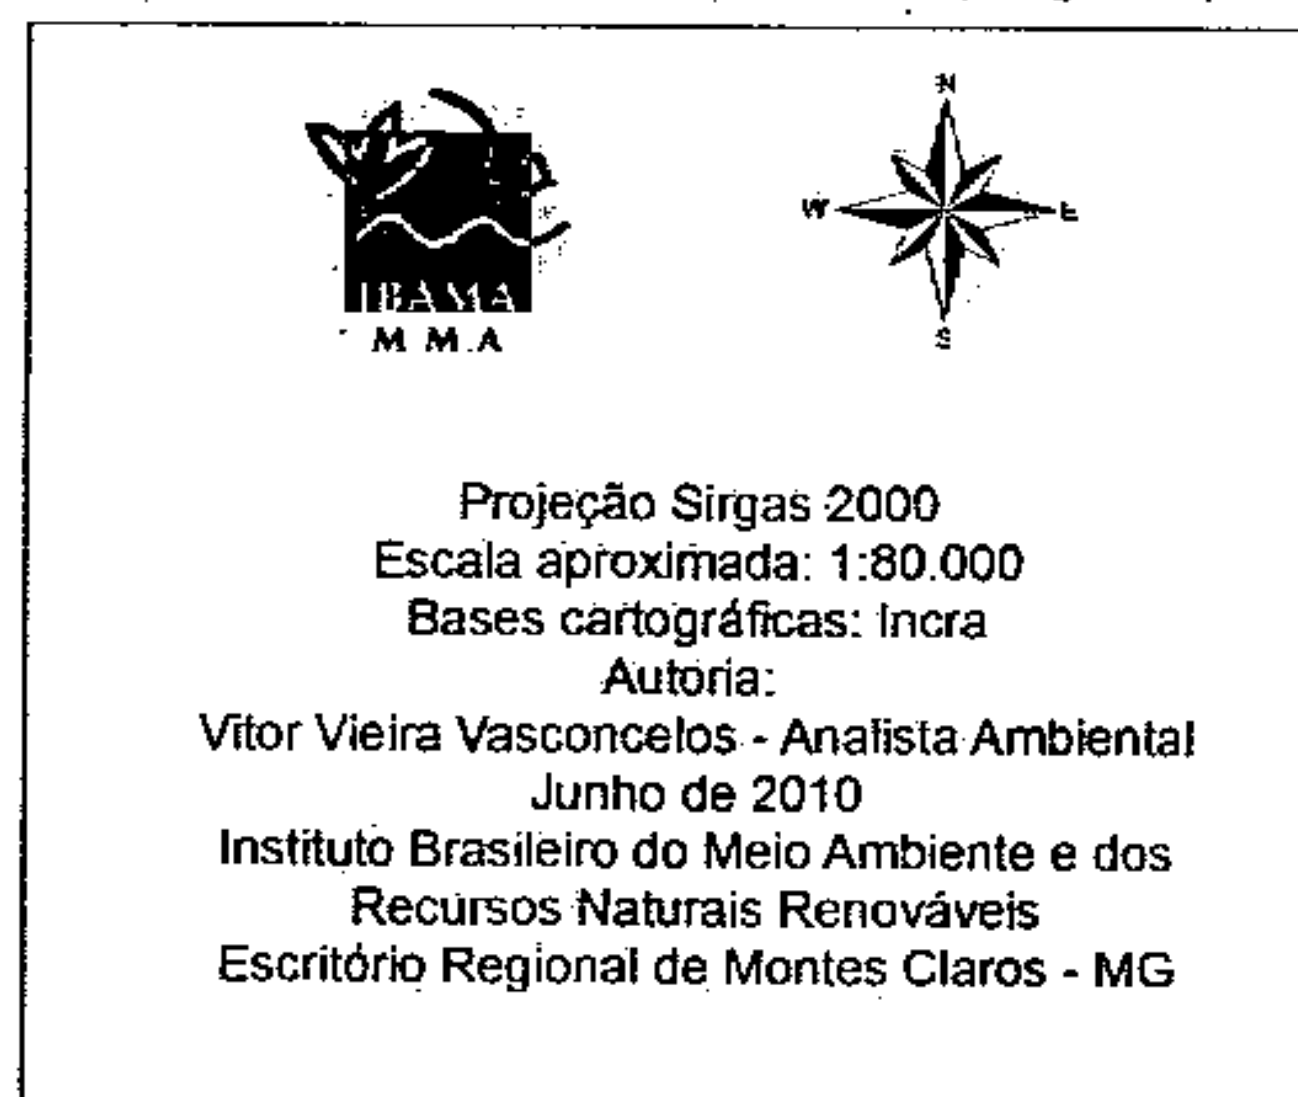 N
W E
S
IBAMA
M M A
Projeção Sirgas 2000
Escala aproximada: 1:80.000
Bases cartográficas: Incra
Autoria:
Vitor Vieira Vasconcelos - Analista Ambiental
Junho de 2010
Instituto Brasileiro do Meio Ambiente e dos
Recursos Naturais Renováveis
Escritório Regional de Montes Claros - MG